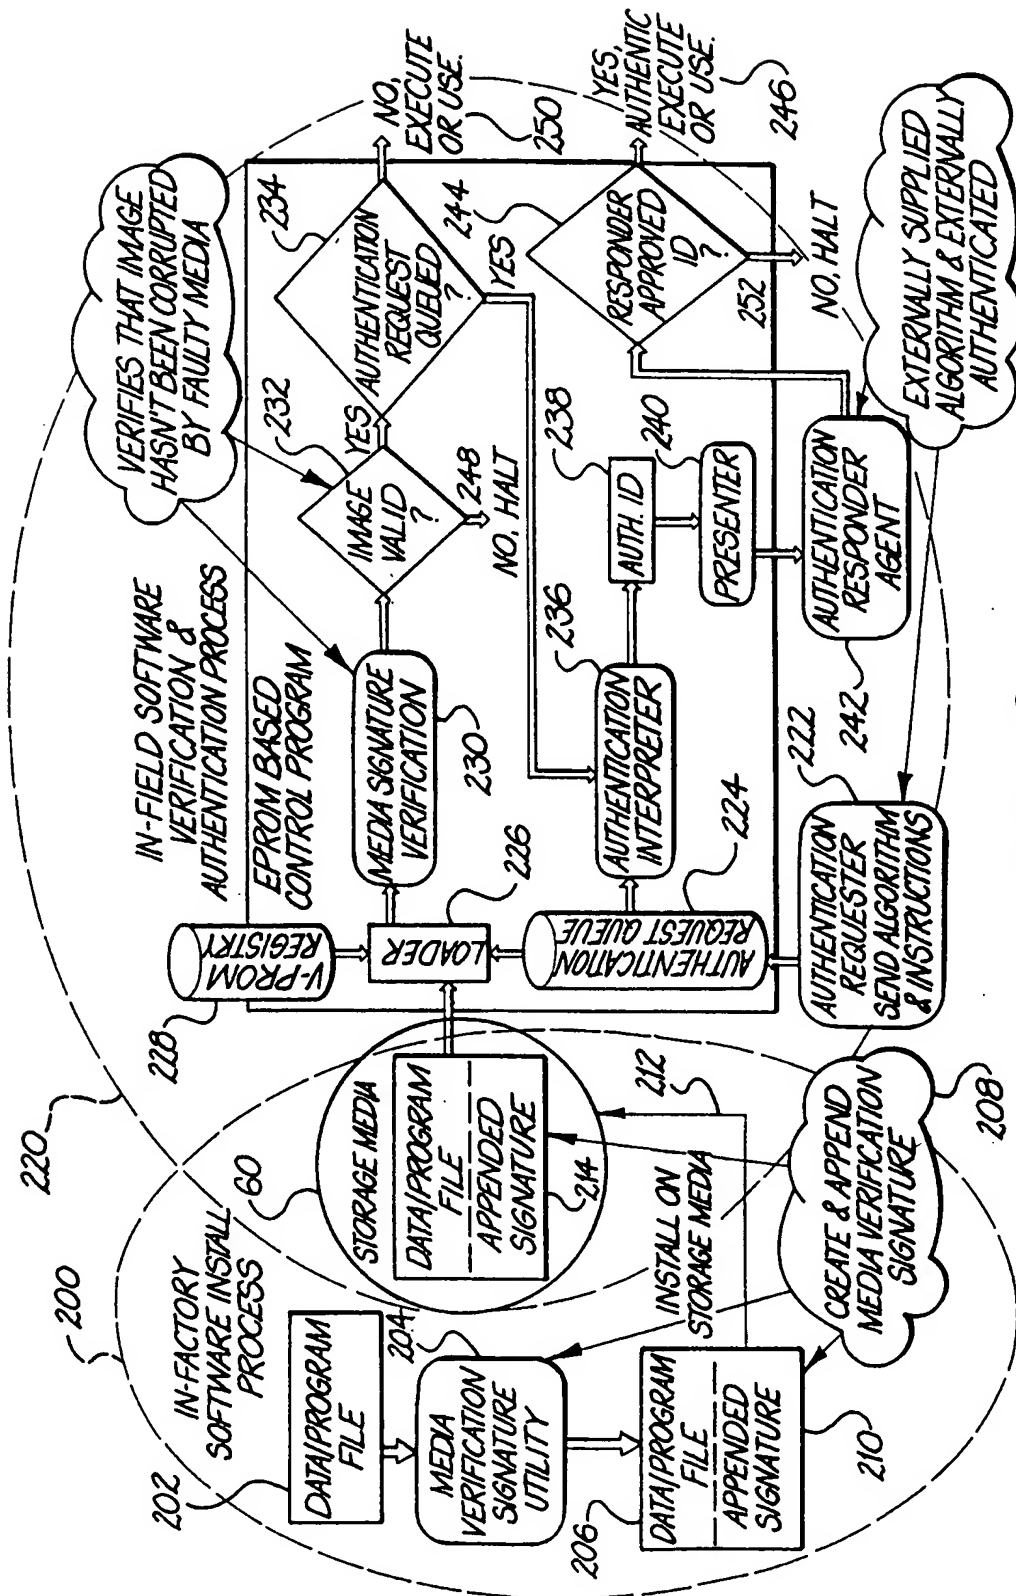 200
IN-FACTORY
SOFTWARE INSTALL
PROCESS
202
DATA/PROGRAM
FILE
204
MEDIA
VERIFICATION
SIGNATURE
UTILITY
206
DATA/PROGRAM
FILE
APPENDED
SIGNATURE
210
INSTALL ON
STORAGE MEDIA
212
CREATE & APPEND
MEDIA VERIFICATION
SIGNATURE
208
60
STORAGE MEDIA
DATA/PROGRAM
FILE
APPENDED
SIGNATURE
214
220
IN-FIELD SOFTWARE
VERIFICATION &
AUTHENTICATION PROCESS
EPROM BASED
CONTROL PROGRAM
228
V-PROM
REGISTRY
LOADER
226
AUTHENTICATION
REQUEST QUEUE
224
AUTHENTICATION
REQUESTER
SEND ALGORITHM
& INSTRUCTIONS
222
MEDIA SIGNATURE
VERIFICATION
230
VERIFIES THAT IMAGE
HASN'T BEEN CORRUPTED
BY FAULTY MEDIA
232
IMAGE
VALID
?
YES
248
NO, HALT
234
AUTHENTICATION
REQUEST
QUEUED
?
YES
NO,
EXECUTE
OR USE.
250
236
AUTHENTICATION
INTERPRETER
AUTH. ID
238
PRESENTER
240
AUTHENTICATION
RESPONDER
AGENT
242
244
RESPONDER
APPROVED
ID
?
YES,
AUTHENTIC
(EXECUTE
OR USE.
246
252
NO, HALT
EXTERNALLY SUPPLIED
ALGORITHM & EXTERNALLY
AUTHENTICATED